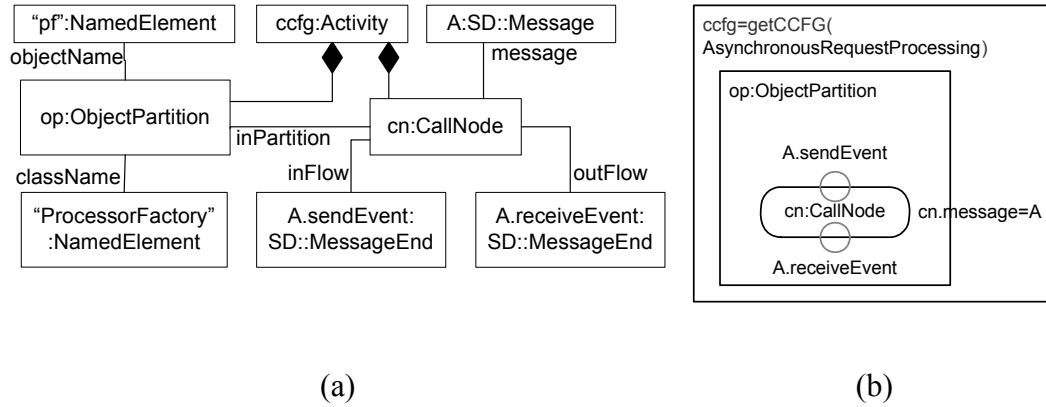 “pf”:NamedElement
ccfg:Activity
A:SD::Message
objectName
message
op:ObjectPartition
cn:CallNode
inPartition
className
inFlow
outFlow
“ProcessorFactory”
:NamedElement
A.sendEvent:
SD::MessageEnd
A.receiveEvent:
SD::MessageEnd
(a)
ccfg=getCCFG(
AsynchronousRequestProcessing)
op:ObjectPartition
A.sendEvent
cn:CallNode
cn.message=A
A.receiveEvent
(b)